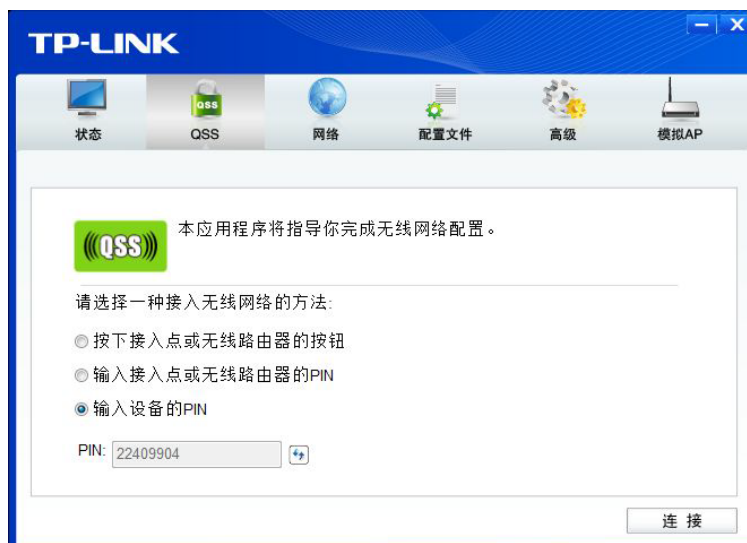 TP-LINK
状态
QSS
QSS
网络
配置文件
高级
模拟AP
QSS
本应用程序将指导你完成无线网络配置。
请选择一种接入无线网络的方法:
按下接入点或无线路由器的按钮
输入接入点或无线路由器的PIN
输入设备的PIN
PIN: 22409904
连 接